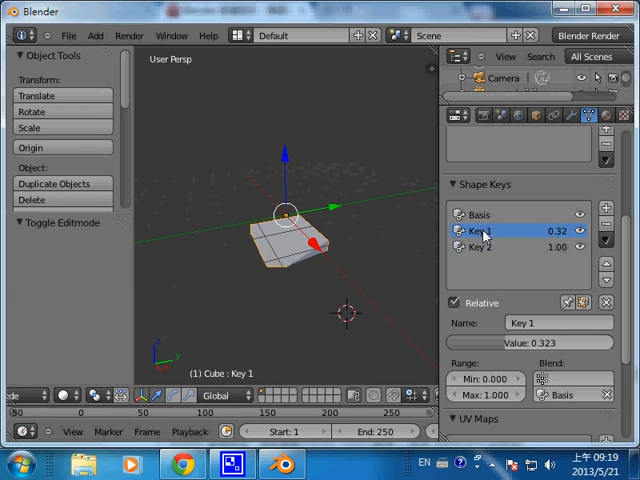 Blender
File Add Render Window Help Default Scene Blender Render
Object Tools
Transform:
Translate
Rotate
Scale
Origin
Object:
Duplicate Objects
Delete
Toggle Editmode
User Persp
(1) Cube : Key 1
View Search All Scenes
Camera
Shape Keys
Basis
Key 1 0.32
Key 2 1.00
Relative
Name: Key 1
Value: 0.323
Range: Blend:
Min: 0.000
Max: 1.000 Basis
UV Maps
de Global
-50 0 50 100 150 200 250
View Marker Frame Playback Start: 1 End: 250
EN 上午 09:19
2013/5/21